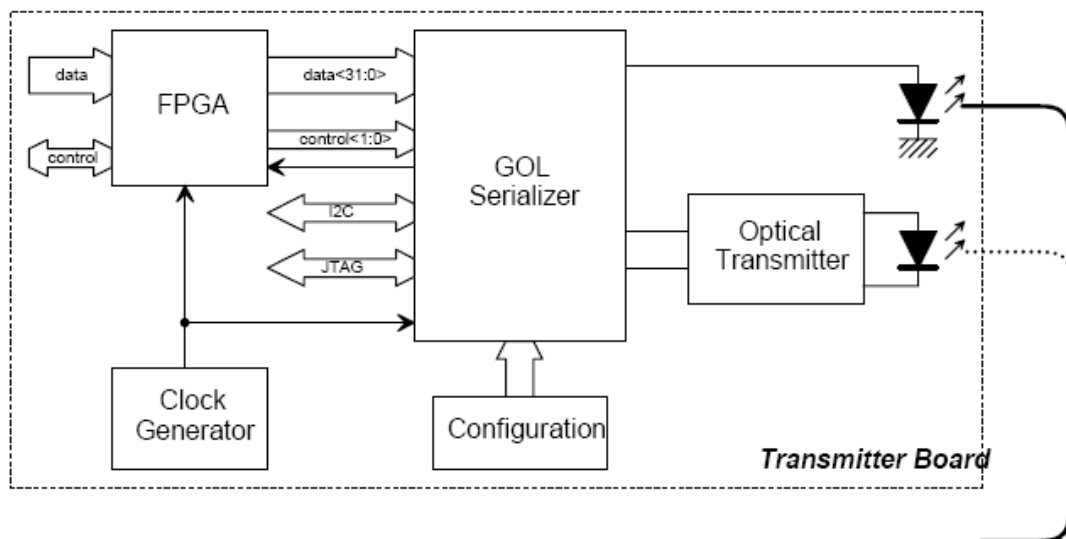 data
control
FPGA
data<31:0>
control<1:0>
I2C
JTAG
GOL
Serializer
Optical
Transmitter
Clock
Generator
Configuration
Transmitter Board